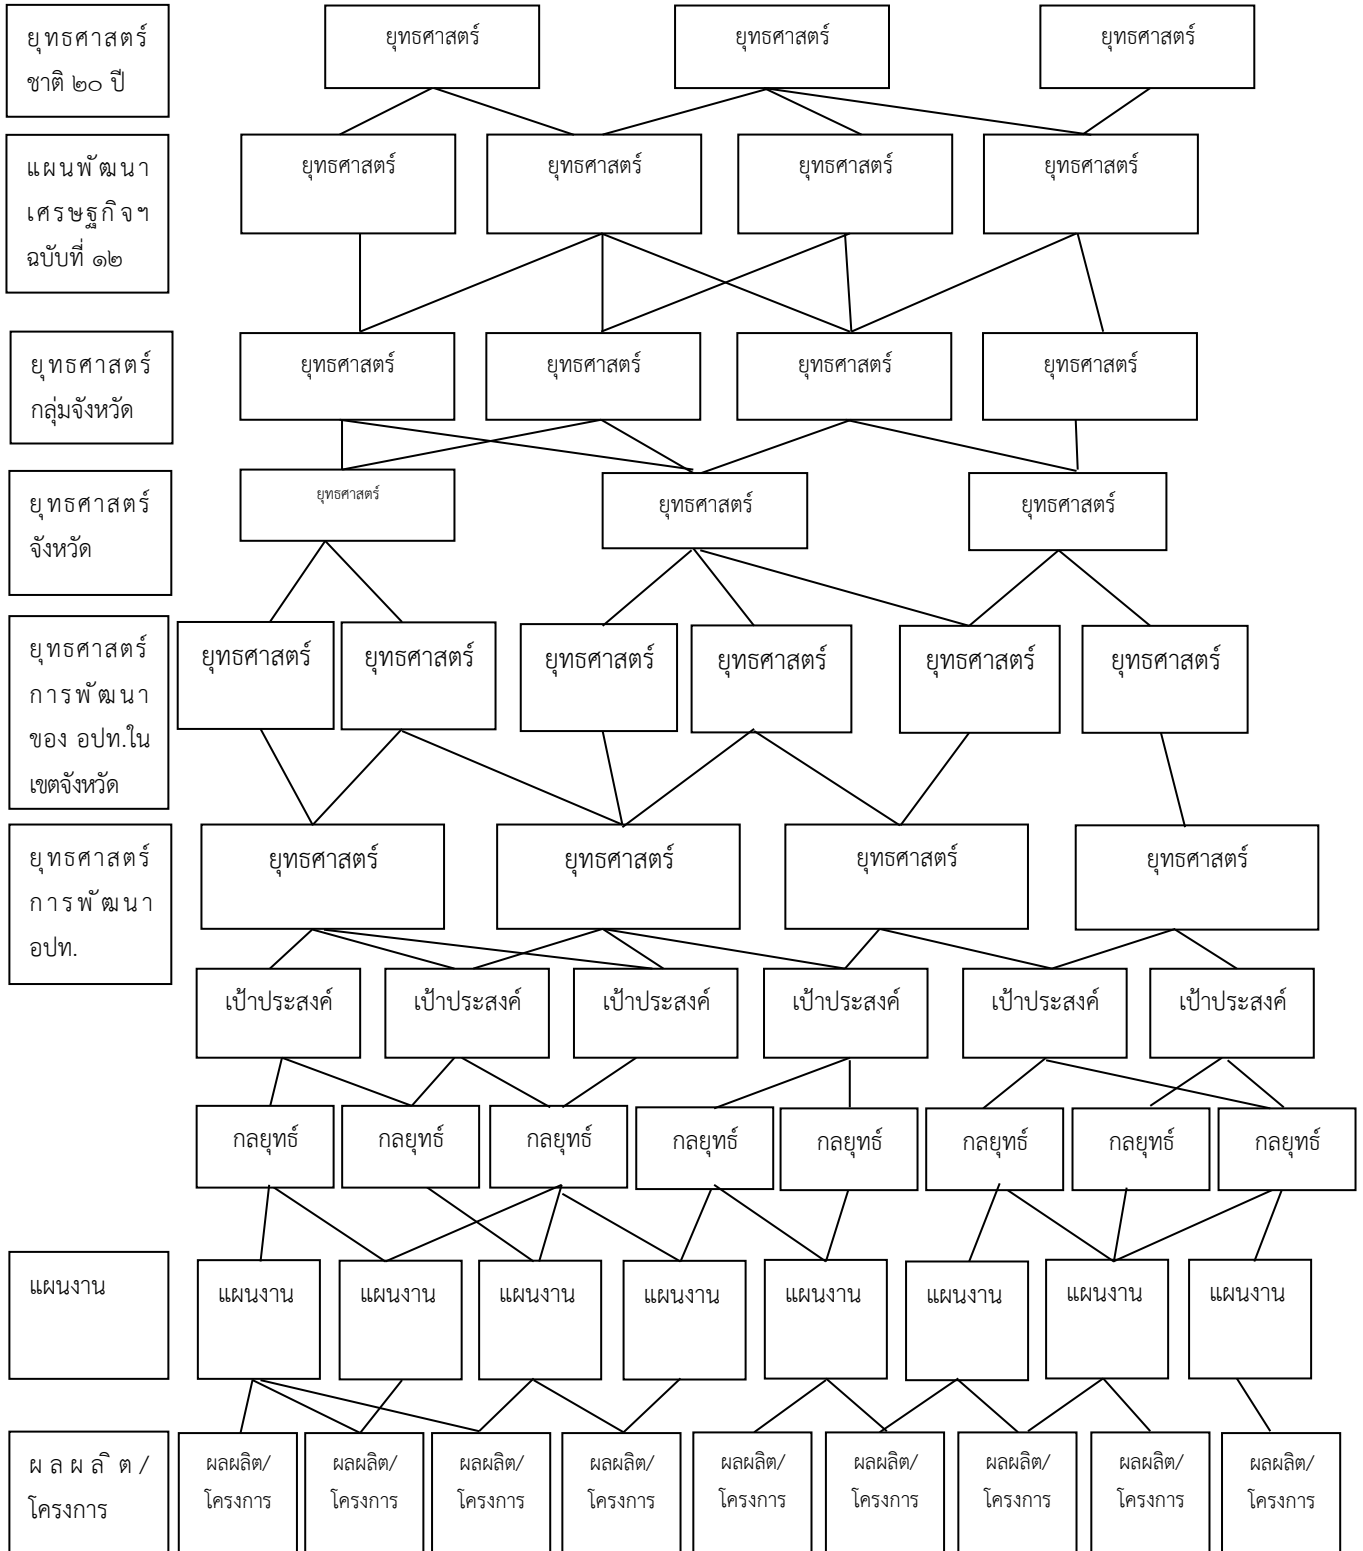 ยุทธศาสตร์
ชาติ ๒๐ ปี
ยุทธศาสตร์
ยุทธศาสตร์
ยุทธศาสตร์
แผนพัฒนา
เศรษฐกิจฯ
ฉบับที่ ๑๒
ยุทธศาสตร์
ยุทธศาสตร์
ยุทธศาสตร์
ยุทธศาสตร์
ยุทธศาสตร์
กลุ่มจังหวัด
ยุทธศาสตร์
ยุทธศาสตร์
ยุทธศาสตร์
ยุทธศาสตร์
ยุทธศาสตร์
จังหวัด
ยุทธศาสตร์
ยุทธศาสตร์
ยุทธศาสตร์
ยุทธศาสตร์
การพัฒนา
ของ อปท.ใน
เขตจังหวัด
ยุทธศาสตร์
ยุทธศาสตร์
ยุทธศาสตร์
ยุทธศาสตร์
ยุทธศาสตร์
ยุทธศาสตร์
ยุทธศาสตร์
การพัฒนา
อปท.
ยุทธศาสตร์
ยุทธศาสตร์
ยุทธศาสตร์
ยุทธศาสตร์
เป้าประสงค์
เป้าประสงค์
เป้าประสงค์
เป้าประสงค์
เป้าประสงค์
เป้าประสงค์
กลยุทธ์
กลยุทธ์
กลยุทธ์
กลยุทธ์
กลยุทธ์
กลยุทธ์
กลยุทธ์
กลยุทธ์
แผนงาน
แผนงาน
แผนงาน
แผนงาน
แผนงาน
แผนงาน
แผนงาน
แผนงาน
แผนงาน
ผลผลิต/
โครงการ
ผลผลิต/
โครงการ
ผลผลิต/
โครงการ
ผลผลิต/
โครงการ
ผลผลิต/
โครงการ
ผลผลิต/
โครงการ
ผลผลิต/
โครงการ
ผลผลิต/
โครงการ
ผลผลิต/
โครงการ
ผลผลิต/
โครงการ